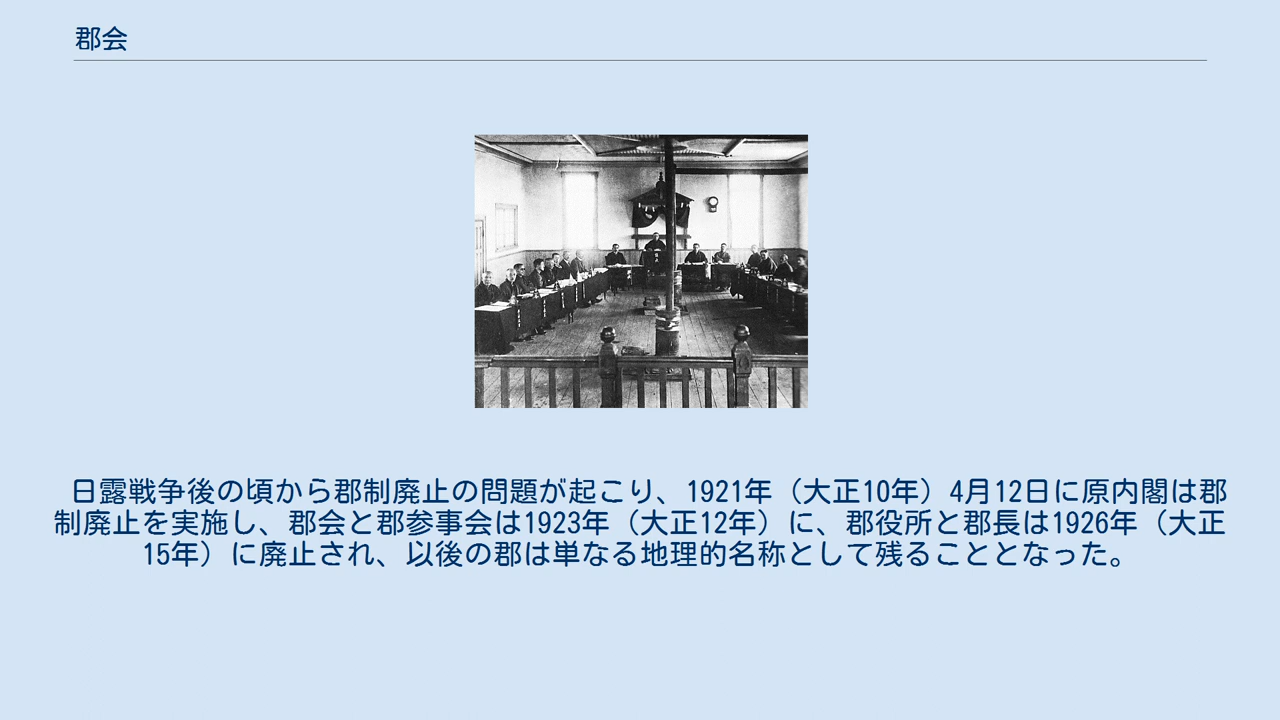 郡会
日露戦争後の頃から郡制廃止の問題が起こり、1921年（大正10年）4月12日に原内閣は郡
制廃止を実施し、郡会と郡参事会は1923年（大正12年）に、郡役所と郡長は1926年（大正
15年）に廃止され、以後の郡は単なる地理的名称として残ることとなった。